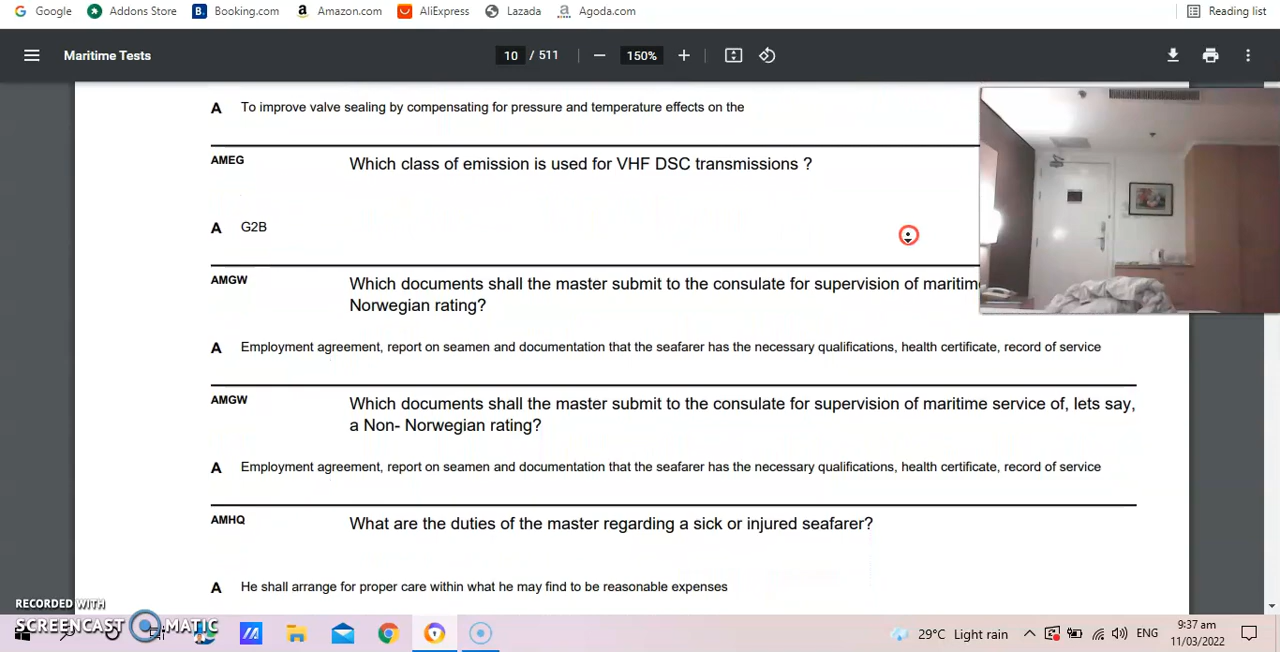 Google Addons Store Booking.com Amazon.com AliExpress Lazada Agoda.com Reading list
Maritime Tests 10 / 511 150%
A To improve valve sealing by compensating for pressure and temperature effects on the
AMEG Which class of emission is used for VHF DSC transmissions ?
A G2B
AMGW Which documents shall the master submit to the consulate for supervision of maritime
Norwegian rating?
A Employment agreement, report on seamen and documentation that the seafarer has the necessary qualifications, health certificate, record of service
AMGW Which documents shall the master submit to the consulate for supervision of maritime service of, lets say,
a Non- Norwegian rating?
A Employment agreement, report on seamen and documentation that the seafarer has the necessary qualifications, health certificate, record of service
AMHQ What are the duties of the master regarding a sick or injured seafarer?
A He shall arrange for proper care within what he may find to be reasonable expenses
RECORDED WITH
SCREENCAST MATIC
29°C Light rain ENG 9:37 am
11/03/2022